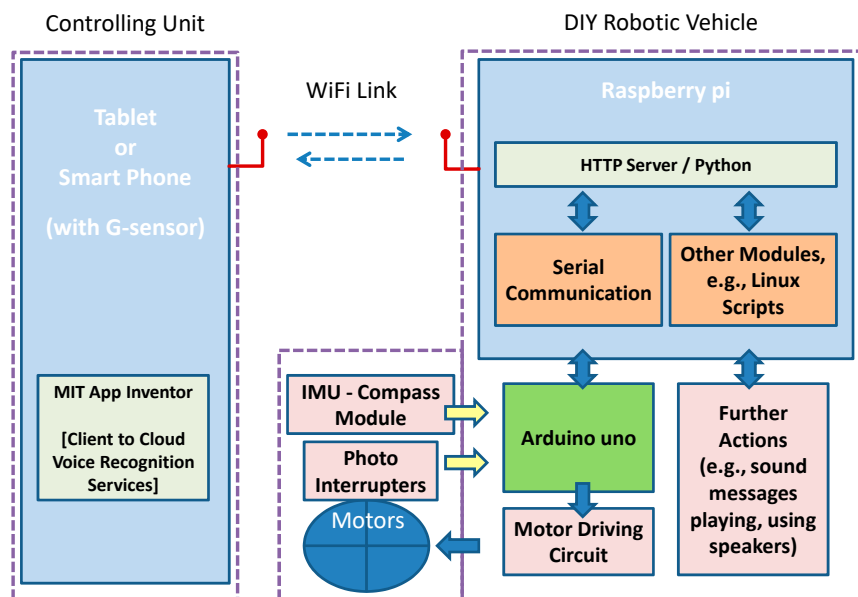 Controlling Unit
DIY Robotic Vehicle
WiFi Link
Tablet
or
Smart Phone
(with G-sensor)
MIT App Inventor
[Client to Cloud
Voice Recognition
Services]
Raspberry pi
HTTP Server / Python
Serial
Communication
Other Modules,
e.g., Linux
Scripts
IMU - Compass
Module
Photo
Interrupters
Motors
Arduino uno
Motor Driving
Circuit
Further
Actions
(e.g., sound
messages
playing, using
speakers)